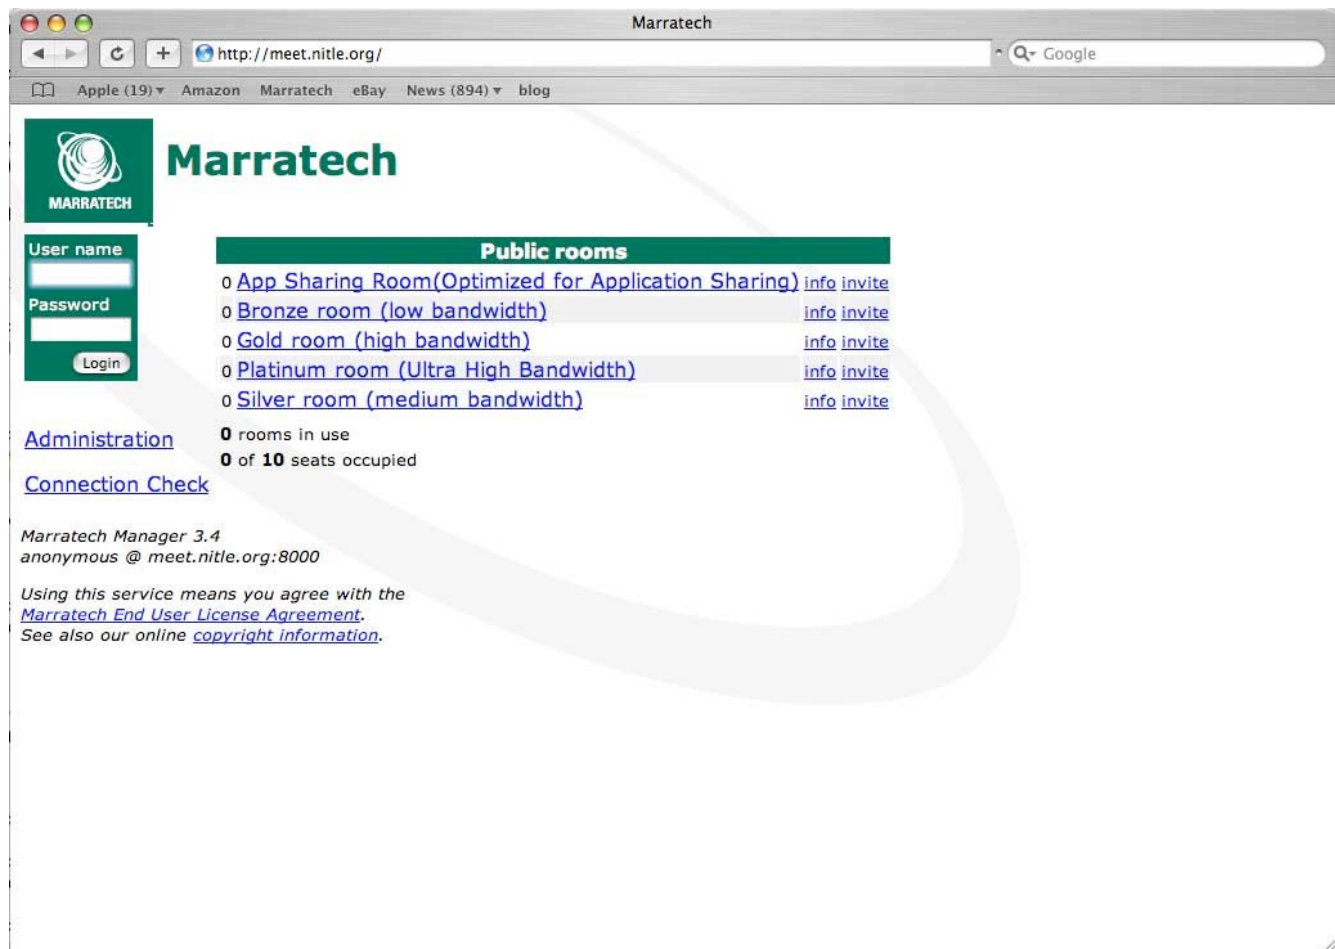 Marratech
http://meet.nitle.org/
Google
Apple (19) Amazon Marratech eBay News (894) blog
MARRATECH
Marratech
User name
Password
Login
Public rooms
0 App Sharing Room(Optimized for Application Sharing) info invite
0 Bronze room (low bandwidth) info invite
0 Gold room (high bandwidth) info invite
0 Platinum room (Ultra High Bandwidth) info invite
0 Silver room (medium bandwidth) info invite
0 rooms in use
0 of 10 seats occupied
Administration
Connection Check
Marratech Manager 3.4
anonymous @ meet.nitle.org:8000
Using this service means you agree with the
Marratech End User License Agreement.
See also our online copyright information.